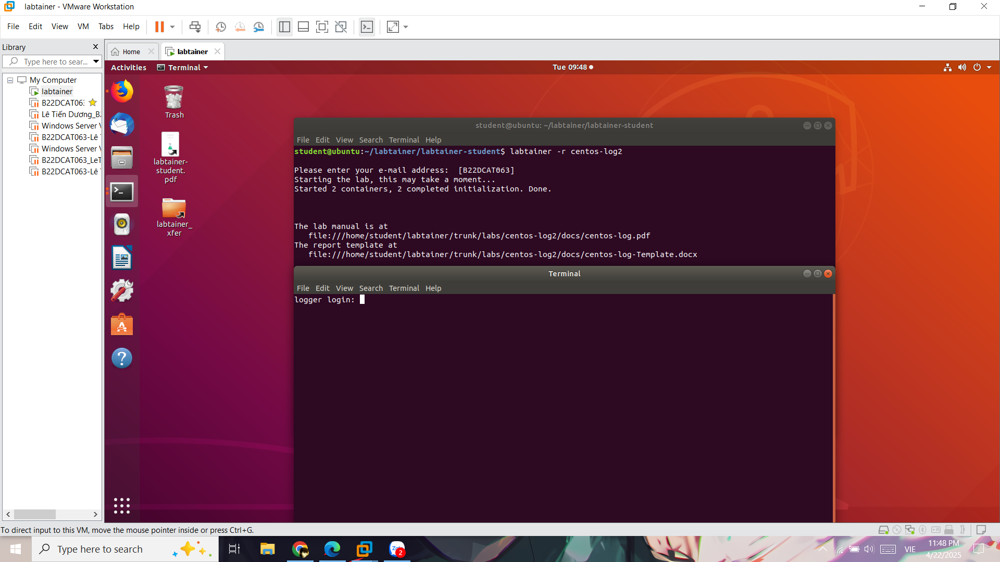 labtainer - VMware Workstation
File Edit View VM Tabs Help
Library
Type here to sear...
My Computer
labtainer
B22DCAT063
Lê Tiến Dương_B2
Windows Server V
B22DCAT063-Lê T
Windows Server V
B22DCAT063_LeT
B22DCAT063-Lê T
Home
labtainer
Activities
Terminal
Tue 09:48
Trash
labtainer-
student.
pdf
labtainer_
xfer
student@ubuntu: ~/labtainer/labtainer-student
File Edit View Search Terminal Help
student@ubuntu:~/labtainer/labtainer-student$ labtainer -r centos-log2
Please enter your e-mail address:  [B22DCAT063]
Starting the lab, this may take a moment...
Started 2 containers, 2 completed initialization. Done.
The lab manual is at
file:///home/student/labtainer/trunk/labs/centos-log2/docs/centos-log.pdf
The report template at
file:///home/student/labtainer/trunk/labs/centos-log2/docs/centos-log-Template.docx
Terminal
File Edit View Search Terminal Help
logger login:
To direct input to this VM, move the mouse pointer inside or press Ctrl+G.
Type here to search
2
VIE
11:48 PM
4/22/2025